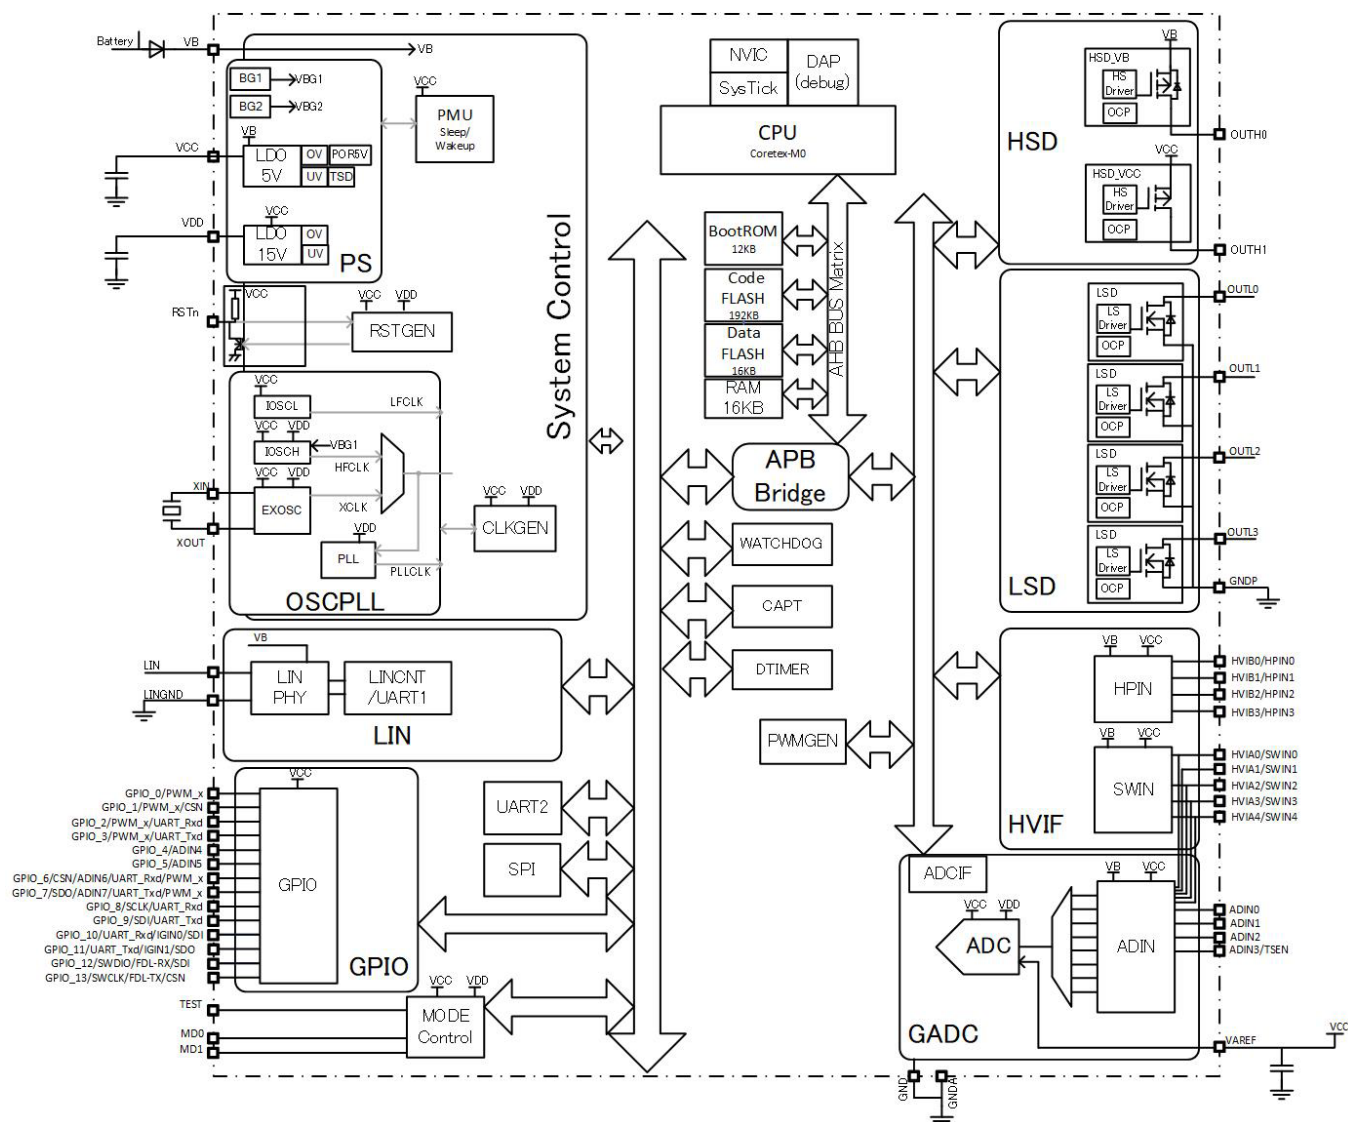 Battery
VB
VB
BG1
VBG1
BG2
VBG2
VCC
PMU
Sleep/
Wakeup
VB
VCC
LDO
5V
OV
POR5V
UV
TSD
VCC
VDD
LDO
15V
OV
UV
PS
System Control
RSTn
VCC
VCC
VDD
RSTGEN
VCC
IOSCL
LFCLK
VCC
VDD
IOSCH
VBG1
HFCLK
VCC
VDD
XIN
EXOSC
XCLK
XOUT
VDD
PLL
PLLCLK
VCC
VDD
CLKGEN
OSCPLL
VB
LIN
LIN
PHY
LINGND
LINCNT
/UART1
LIN
VCC
GPIO_0/PWM_x
GPIO_1/PWM_x/CSN
GPIO_2/PWM_x/UART_Rxd
GPIO_3/PWM_x/UART_Txd
GPIO_4/ADIN4
GPIO_5/ADIN5
GPIO_6/CSN/ADIN6/UART_Rxd/PWM_x
GPIO_7/SDO/ADIN7/UART_Txd/PWM_x
GPIO_8/SCLK/UART_Rxd
GPIO_9/SDI/UART_Txd
GPIO_10/UART_Rxd/IGIN0/SDI
GPIO_11/UART_Txd/IGIN1/SDO
GPIO_12/SWDIO/FDL-RX/SDI
GPIO_13/SWCLK/FDL-TX/CSN
GPIO
GPIO
TEST
MD0
MD1
VCC
VDD
MODE
Control
UART2
SPI
NVIC
SysTick
DAP
(debug)
CPU
Coretex-M0
BootROM
12KB
Code
FLASH
192KB
Data
FLASH
16KB
RAM
16KB
AHB BUS Matrix
APB
Bridge
WATCHDOG
CAPT
DTIMER
PWMGEN
HSD
VB
HSD_VB
HS
Driver
OCP
OUTH0
VCC
HSD_VCC
HS
Driver
OCP
OUTH1
LSD
LSD
LS
Driver
OCP
OUTL0
LSD
LS
Driver
OCP
OUTL1
LSD
LS
Driver
OCP
OUTL2
LSD
LS
Driver
OCP
OUTL3
GNDP
VB
VCC
HPIN
HVIB0/HPIN0
HVIB1/HPIN1
HVIB2/HPIN2
HVIB3/HPIN3
VB
VCC
SWIN
HVIA0/SWIN0
HVIA1/SWIN1
HVIA2/SWIN2
HVIA3/SWIN3
HVIA4/SWIN4
HVIF
ADCIF
VCC
VDD
ADC
VB
VCC
ADIN
ADIN0
ADIN1
ADIN2
ADIN3/TSEN
GADC
VAREF
VCC
GND
GNDA